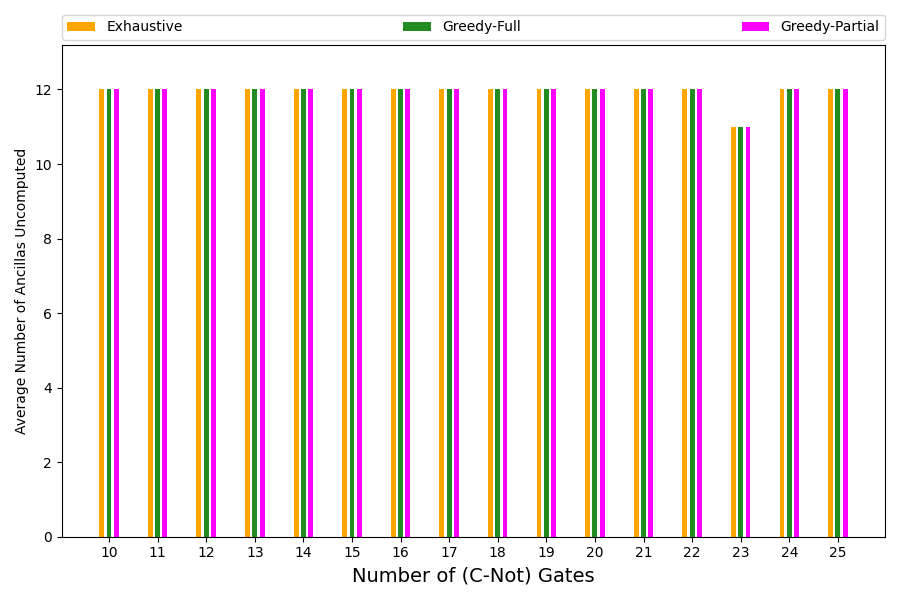 Exhaustive Greedy-Full Greedy-Partial
Average Number of Ancillas Uncomputed
12
10
8
6
4
2
0
10 11 12 13 14 15 16 17 18 19 20 21 22 23 24 25
Number of (C-Not) Gates